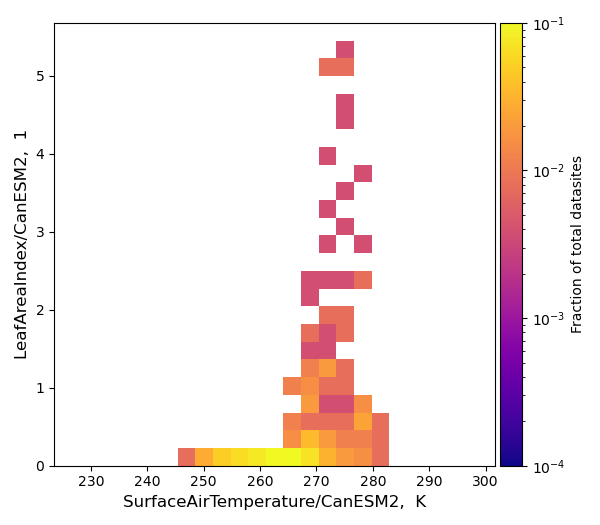 5
4
3
2
1
0
LeafAreaIndex/CanESM2,  1
230 240 250 260 270 280 290 300
SurfaceAirTemperature/CanESM2,  K
10^{-1}
10^{-2}
10^{-3}
10^{-4}
Fraction of total datasites